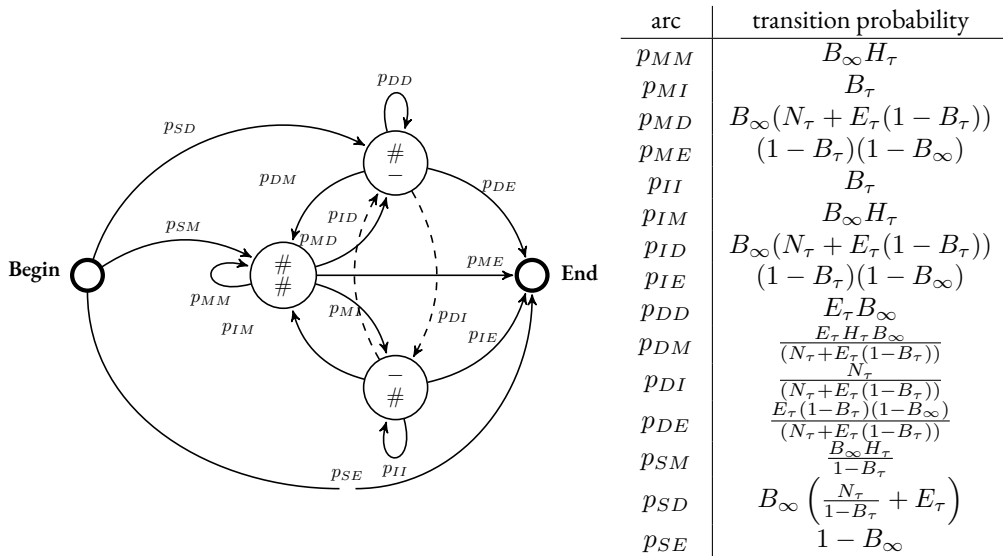 p_{DD}
p_{SD}
#
–
p_{DM}
p_{DE}
p_{ID}
p_{SM}
p_{MD}
Begin
#
#
p_{ME}
End
p_{MM}
p_{MI}
p_{DI}
p_{IM}
p_{IE}
–
#
p_{SE}
p_{II}
arc transition probability
p_{MM} B_∞H_τ
p_{MI} B_τ
p_{MD} B_∞(N_τ + E_τ(1 − B_τ))
p_{ME} (1 − B_τ)(1 − B_∞)
p_{II} B_τ
p_{IM} B_∞H_τ
p_{ID} B_∞(N_τ + E_τ(1 − B_τ))
p_{IE} (1 − B_τ)(1 − B_∞)
p_{DD} E_τB_∞
p_{DM} \frac{E_τH_τB_∞}{(N_τ+E_τ(1−B_τ))}
p_{DI} \frac{N_τ}{(N_τ+E_τ(1−B_τ))}
p_{DE} \frac{E_τ(1−B_τ)(1−B_∞)}{(N_τ+E_τ(1−B_τ))}
p_{SM} \frac{B_∞H_τ}{1−B_τ}
p_{SD} B_∞(\frac{N_τ}{1−B_τ} + E_τ)
p_{SE} 1 − B_∞